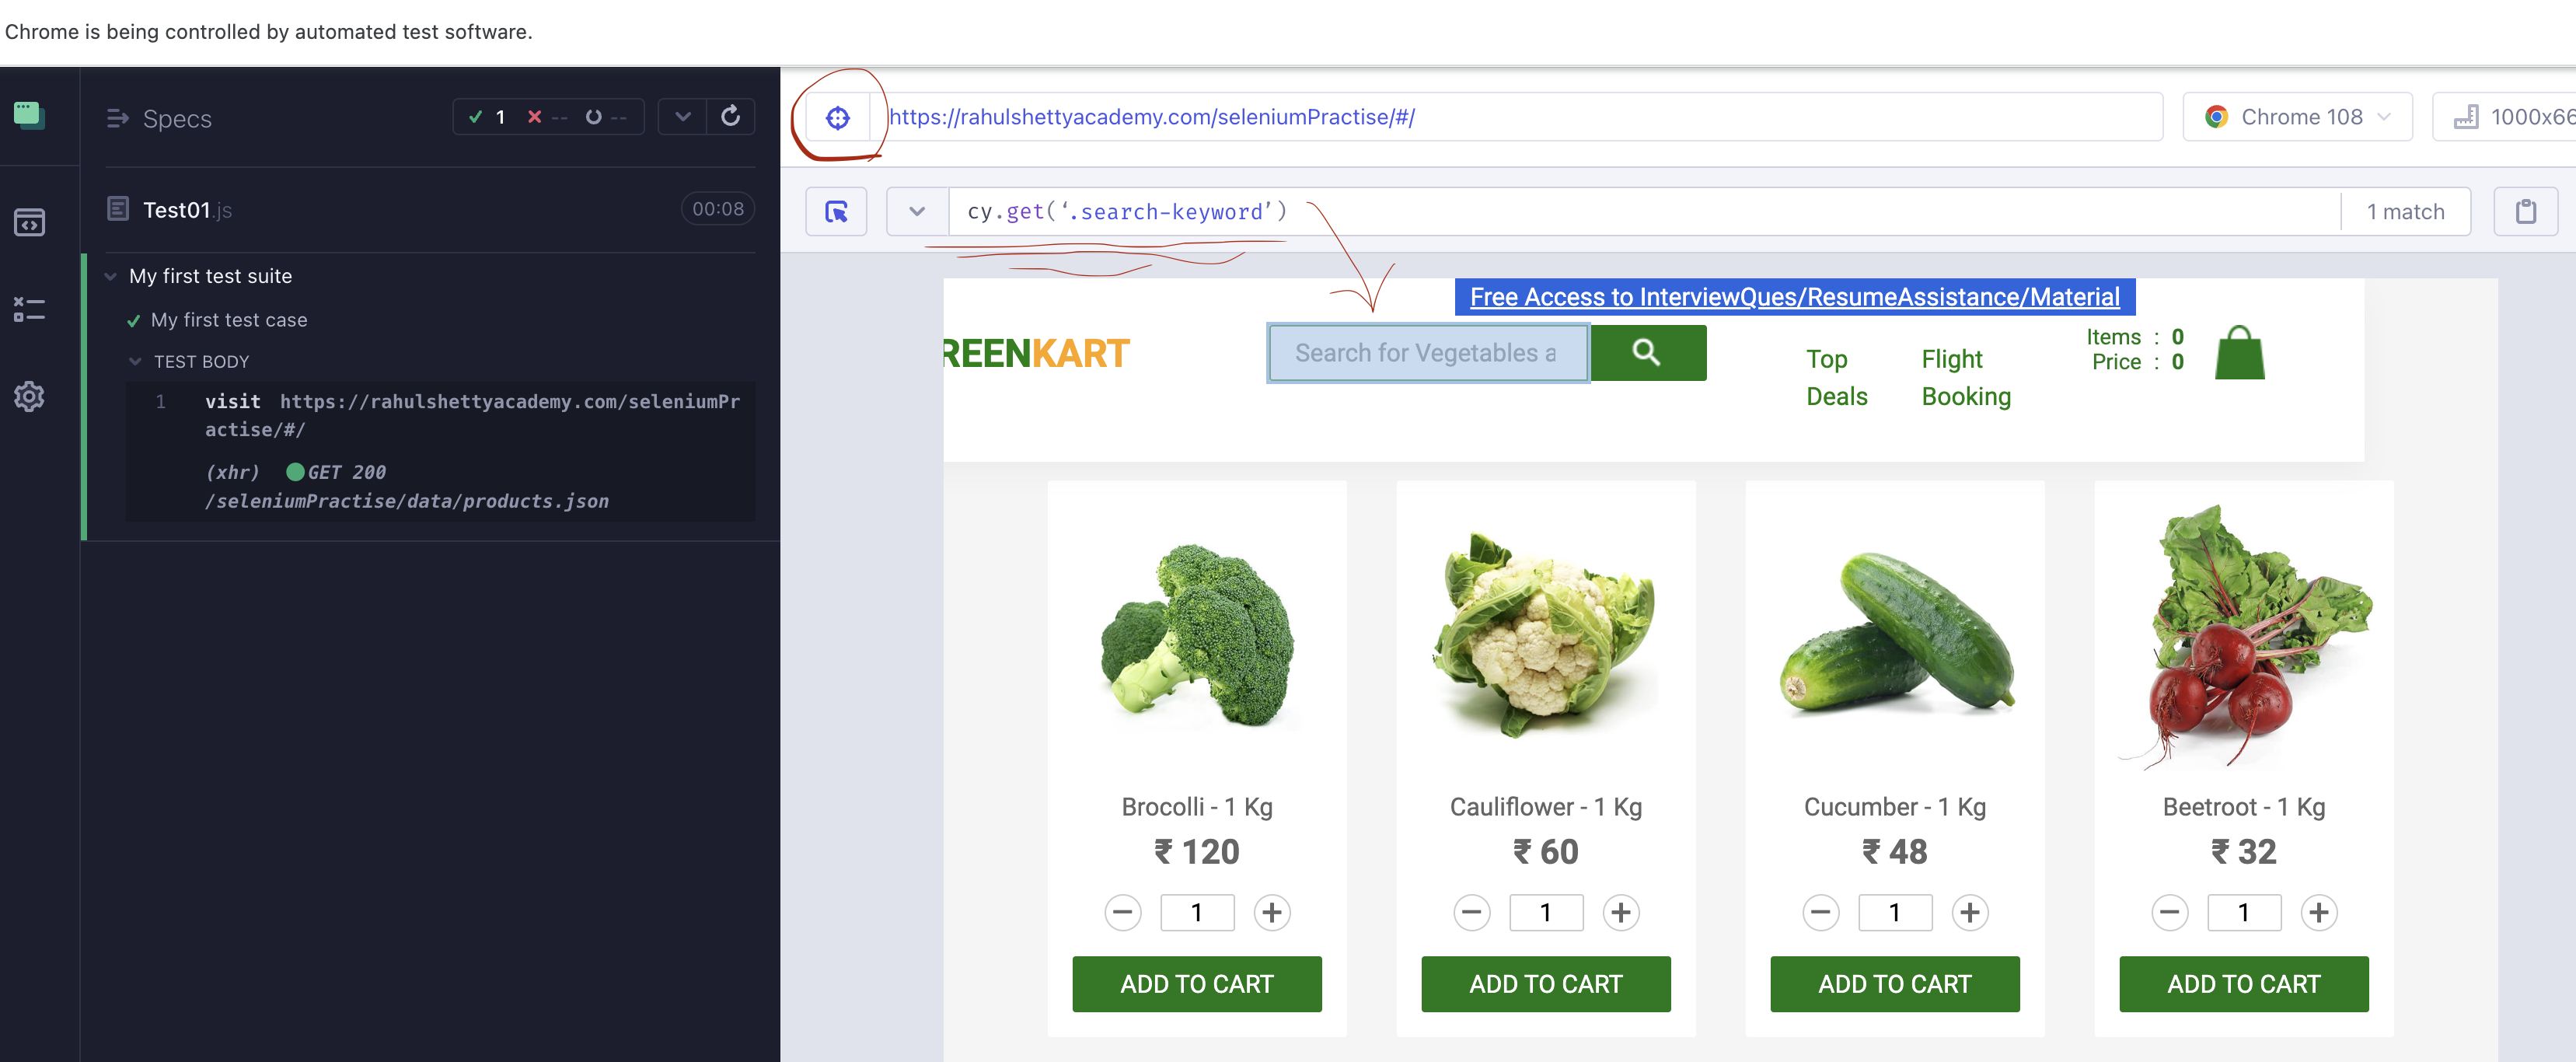 Chrome is being controlled by automated test software.
Specs
1 -- --
https://rahulshettyacademy.com/seleniumPractise/#/
Chrome 108
1000x66
Test01.js
00:08
cy.get(‘.search-keyword’)
1 match
My first test suite
My first test case
TEST BODY
1 visit https://rahulshettyacademy.com/seleniumPr
actise/#/
(xhr) GET 200
/seleniumPractise/data/products.json
Free Access to InterviewQues/ResumeAssistance/Material
REENKART
Search for Vegetables a
Top
Deals
Flight
Booking
Items : 0
Price : 0
Brocolli - 1 Kg
₹ 120
1
ADD TO CART
Cauliflower - 1 Kg
₹ 60
1
ADD TO CART
Cucumber - 1 Kg
₹ 48
1
ADD TO CART
Beetroot - 1 Kg
₹ 32
1
ADD TO CART